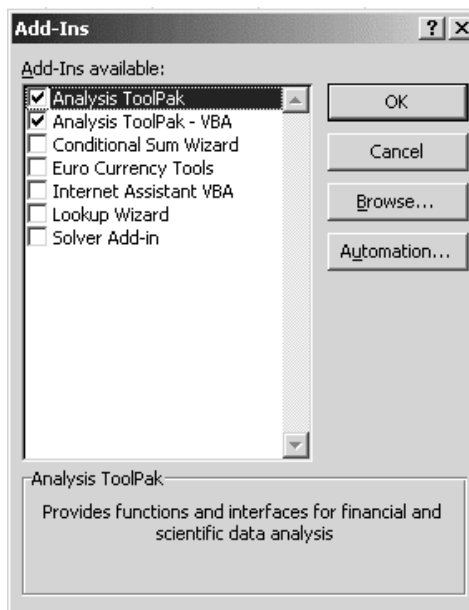 Add-Ins
Add-Ins available:
Analysis ToolPak
Analysis ToolPak - VBA
Conditional Sum Wizard
Euro Currency Tools
Internet Assistant VBA
Lookup Wizard
Solver Add-in
OK
Cancel
Browse...
Automation...
Analysis ToolPak
Provides functions and interfaces for financial and
scientific data analysis